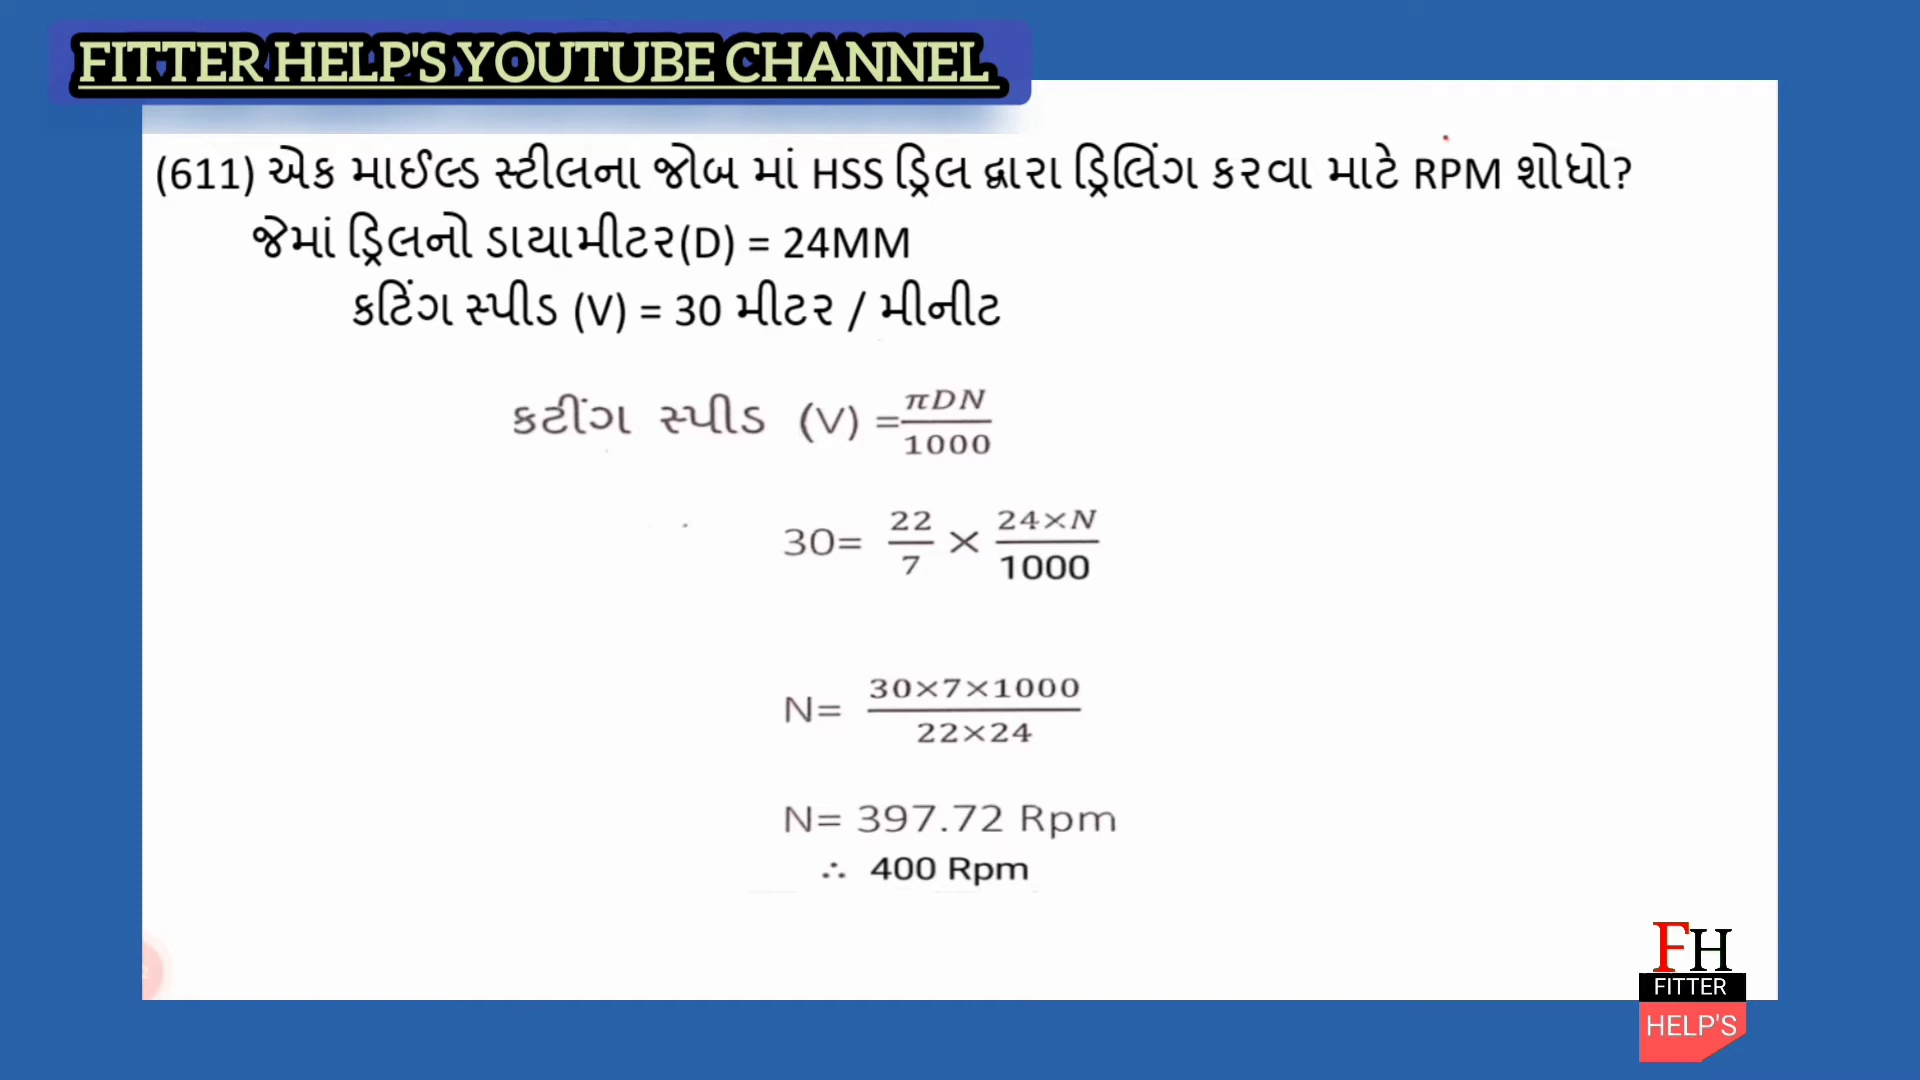 FITTER HELP'S YOUTUBE CHANNEL
(611) એક માઈલ્ડ સ્ટીલના જોબ માં HSS ડ્રિલ દ્વારા ડ્રિલિંગ કરવા માટે RPM શોધો?
જેમાં ડ્રિલનો ડાયામીટર(D) = 24MM
કટિંગ સ્પીડ (V) = 30 મીટર / મીનીટ
કટીંગ સ્પીડ (V) = πDN/1000
30= 22/7 × 24×N/1000
N= 30×7×1000/22×24
N= 397.72 Rpm
∴ 400 Rpm
FH
FITTER
HELP'S